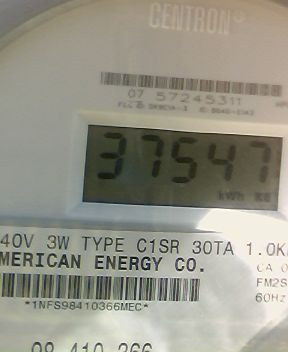 CENTRON®
07 57245311
37547
kWh
40V 3W TYPE C1SR 30TA 1.0K
MERICAN ENERGY CO.
CA 0
FM2S
60Hz
*1NFS98410366MEC*
98 410 366